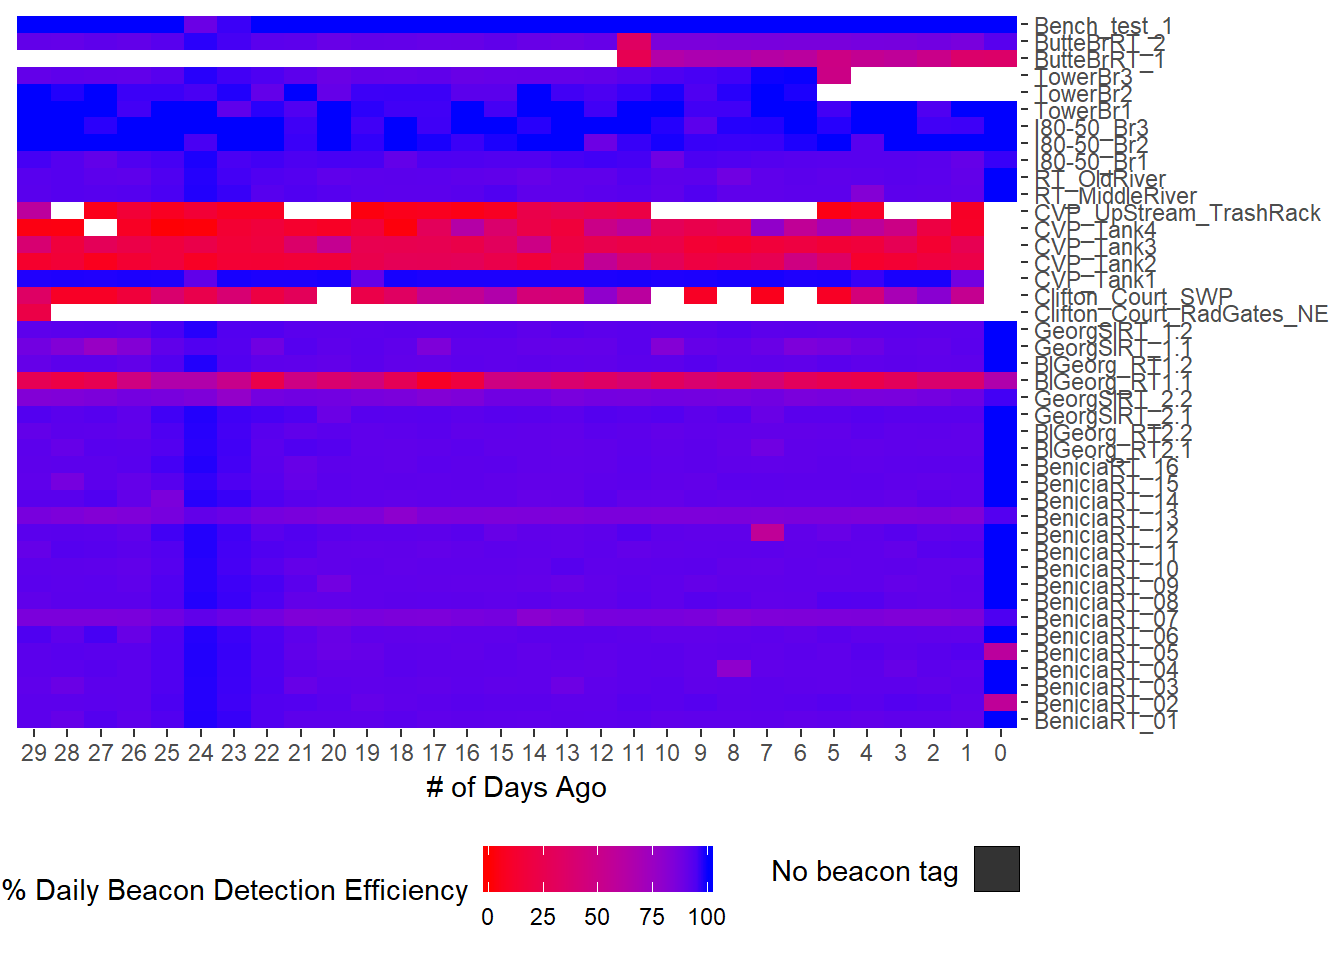 Bench_test_1
ButteBrRT_2
ButteBrRT_1
TowerBr3
TowerBr2
TowerBr1
I80-50_Br3
I80-50_Br2
I80-50_Br1
RT_OldRiver
RT_MiddleRiver
CVP_UpStream_TrashRack
CVP_Tank4
CVP_Tank3
CVP_Tank2
CVP_Tank1
Clifton_Court_SWP
Clifton_Court_RadGates_NE
GeorgSlRT_1.2
GeorgSlRT_1.1
BlGeorg_RT1.2
BlGeorg_RT1.1
GeorgSlRT_2.2
GeorgSlRT_2.1
BlGeorg_RT2.2
BlGeorg_RT2.1
BeniciaRT_16
BeniciaRT_15
BeniciaRT_14
BeniciaRT_13
BeniciaRT_12
BeniciaRT_11
BeniciaRT_10
BeniciaRT_09
BeniciaRT_08
BeniciaRT_07
BeniciaRT_06
BeniciaRT_05
BeniciaRT_04
BeniciaRT_03
BeniciaRT_02
BeniciaRT_01
29 28 27 26 25 24 23 22 21 20 19 18 17 16 15 14 13 12 11 10 9 8 7 6 5 4 3 2 1 0
# of Days Ago
% Daily Beacon Detection Efficiency
0 25 50 75 100
No beacon tag